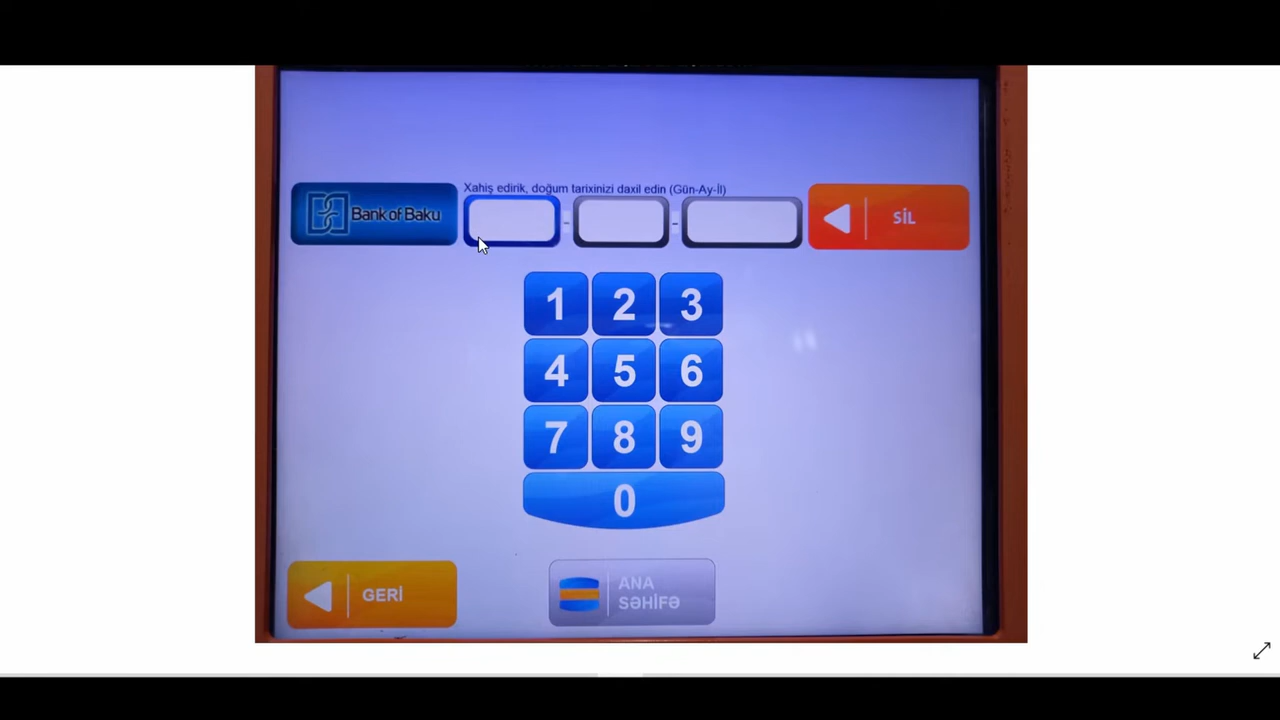 Xahiş edirik, doğum tarixinizi daxil edin (Gün-Ay-İl)
Bank of Baku
- -
SİL
1 2 3
4 5 6
7 8 9
0
GERİ
ANA
SƏHİFƏ